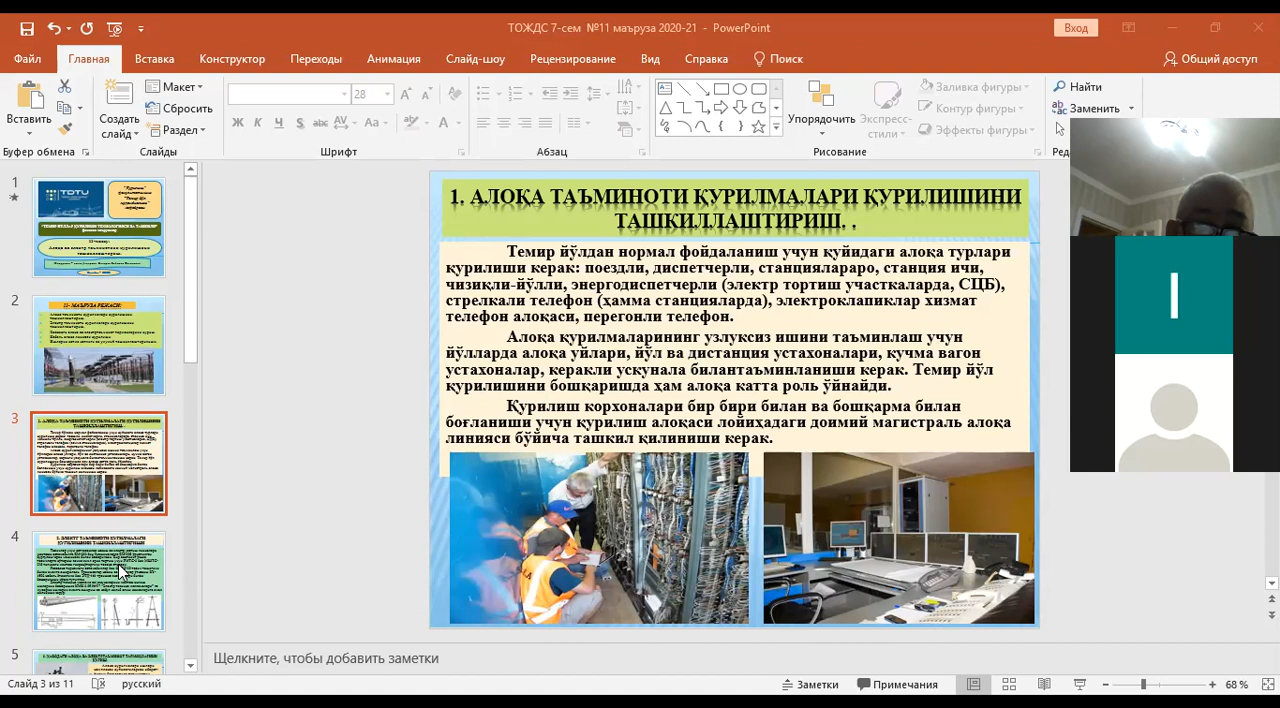 ТОЖДС 7-сем №11 маъруза 2020-21 - PowerPoint
Вход
Файл
Главная
Вставка
Конструктор
Переходы
Анимация
Слайд-шоу
Рецензирование
Вид
Справка
Поиск
Общий доступ
Вставить
Буфер обмена
Создать слайд
Макет
Сбросить
Раздел
Слайды
28
Ж К Ч S abc AV Aa
Шрифт
Абзац
Упорядочить
Экспресс-стили
Заливка фигуры
Контур фигуры
Эффекты фигуры
Рисование
Найти
Заменить
1
2
3
4
5
1. АЛОҚА ТАЪМИНОТИ ҚУРИЛМАЛАРИ ҚУРИЛИШИНИ
ТАШКИЛЛАШТИРИШ. .
Темир йўлдан нормал фойдаланиш учун қуйидаги алоқа турлари
қурилиши керак: поездли, диспетчерли, станциялараро, станция ичи,
чизиқли-йўлли, энергодиспетчерли (электр тортиш участкаларда, СЦБ),
стрелкали телефон (ҳамма станцияларда), электроклапиклар хизмат
телефон алоқаси, перегонли телефон.
Алоқа қурилмаларининг узлуксиз ишини таъминлаш учун
йўлларда алоқа уйлари, йўл ва дистанция устахоналари, кучма вагон
устахоналар, керакли ускунала билантаъминланиши керак. Темир йўл
қурилишини бошқаришда ҳам алоқа катта роль ўйнайди.
Қурилиш корхоналари бир бири билан ва бошқарма билан
боғланиши учун қурилиш алоқаси лойиҳадаги доимий магистраль алоқа
линияси бўйича ташкил қилиниши керак.
I
Щелкните, чтобы добавить заметки
Слайд 3 из 11
русский
Заметки
Примечания
68 %